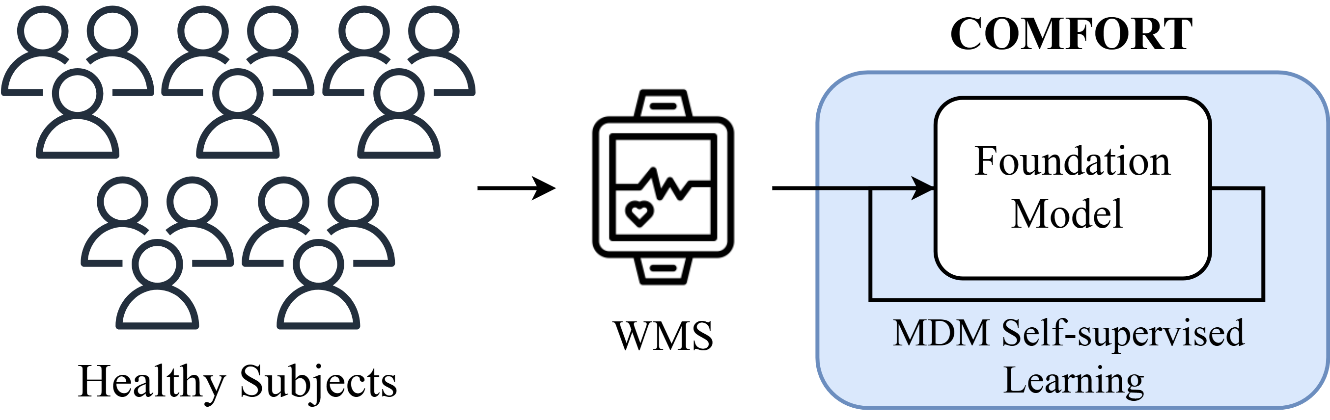 COMFORT
Foundation
Model
WMS
MDM Self-supervised
Learning
Healthy Subjects